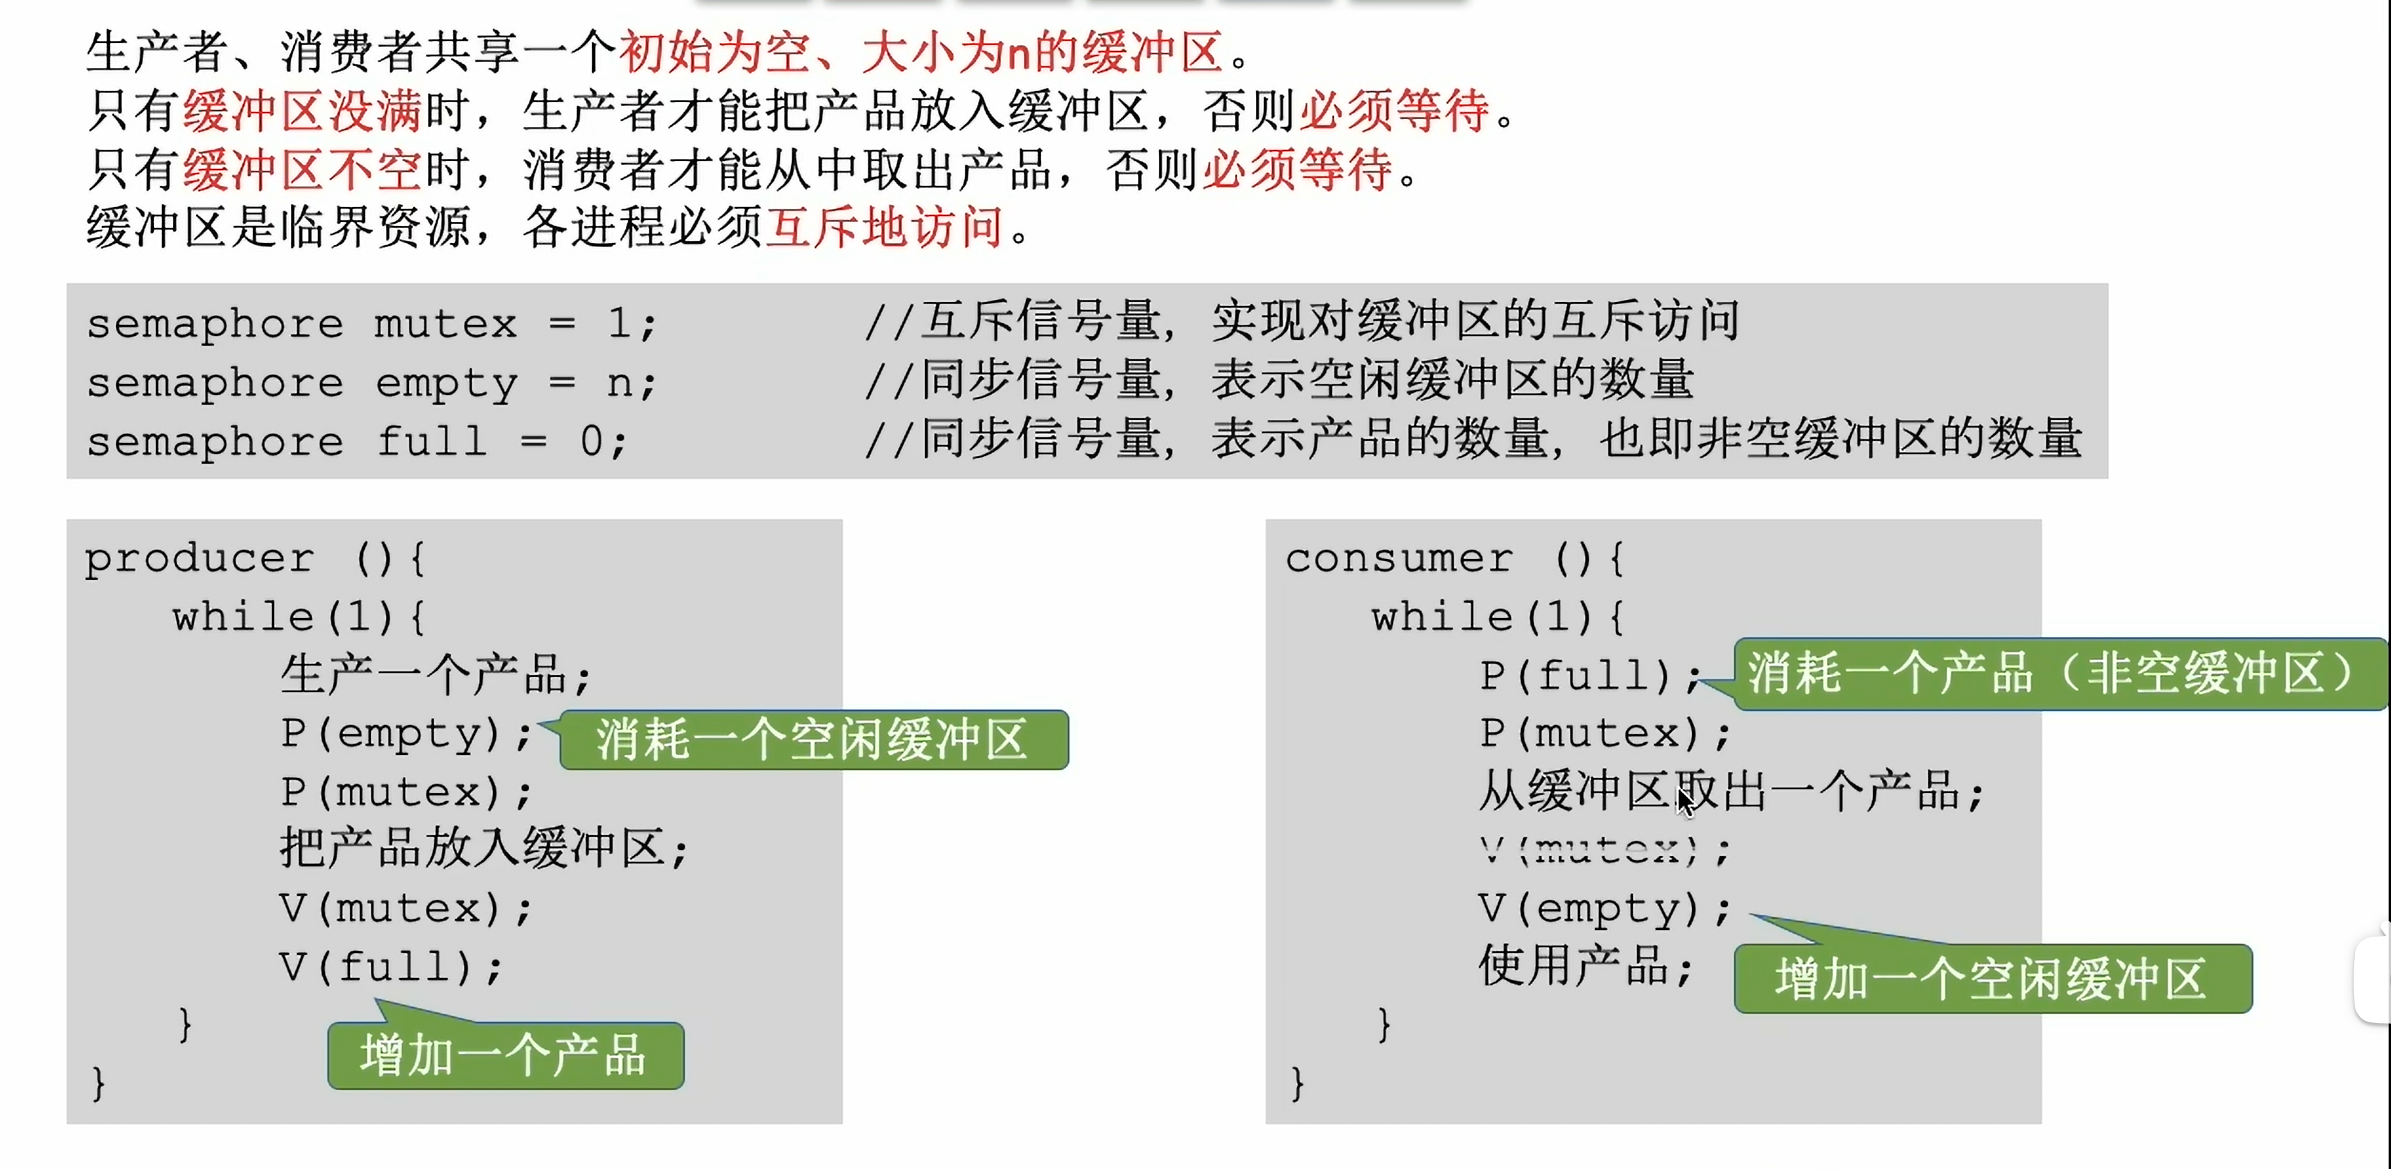 生产者、消费者共享一个初始为空、大小为n的缓冲区。
只有缓冲区没满时，生产者才能把产品放入缓冲区，否则必须等待。
只有缓冲区不空时，消费者才能从中取出产品，否则必须等待。
缓冲区是临界资源，各进程必须互斥地访问。
semaphore mutex = 1; //互斥信号量，实现对缓冲区的互斥访问
semaphore empty = n; //同步信号量，表示空闲缓冲区的数量
semaphore full = 0; //同步信号量，表示产品的数量，也即非空缓冲区的数量
producer (){
while(1){
生产一个产品;
P(empty); 消耗一个空闲缓冲区
P(mutex);
把产品放入缓冲区;
V(mutex);
V(full);
}
增加一个产品
}
consumer (){
while(1){
P(full); 消耗一个产品（非空缓冲区）
P(mutex);
从缓冲区取出一个产品;
V(mutex);
V(empty);
使用产品; 增加一个空闲缓冲区
}
}